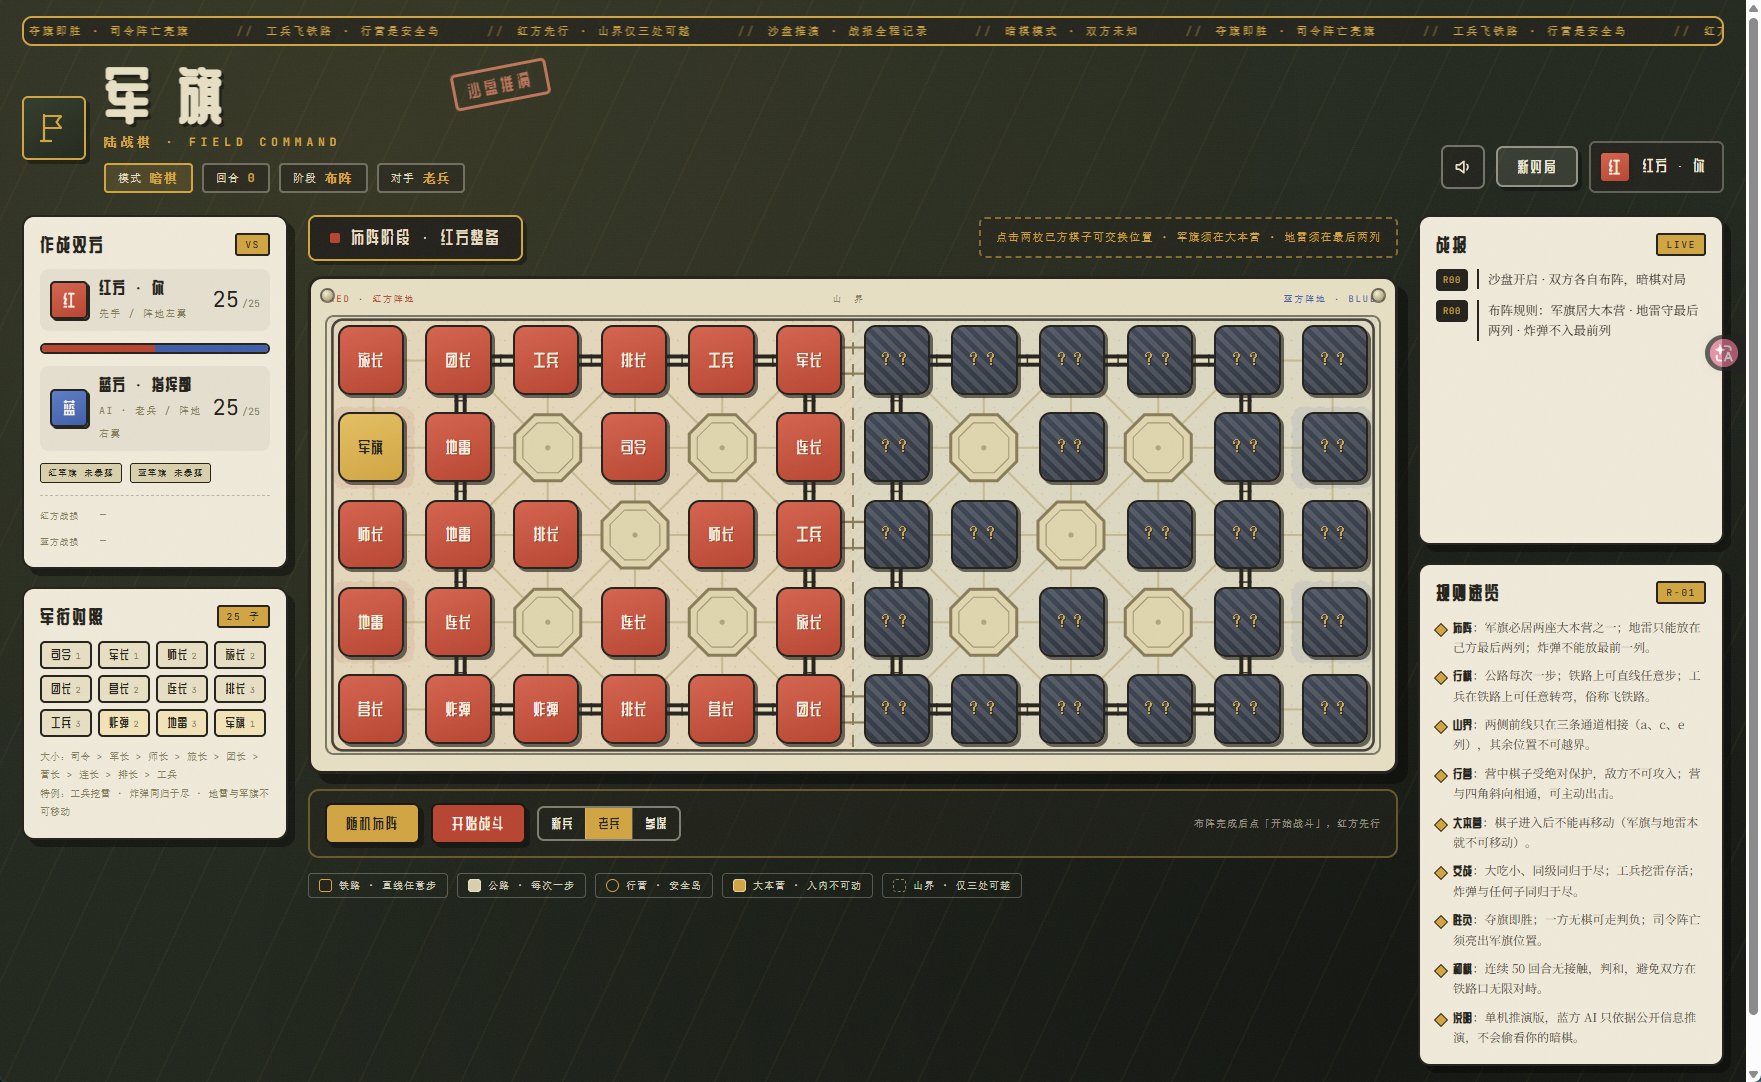 夺旗即胜 · 司令阵亡亮旗 // 工兵飞铁路 · 行营是安全岛 // 红方先行 · 山界仅三处可越 // 沙盘推演 · 战报全程记录 // 暗棋模式 · 双方未知 // 夺旗即胜 · 司令阵亡亮旗 // 工兵飞铁路 · 行营是安全岛 // 红
军旗
沙盘推演
陆战棋 · FIELD COMMAND
模式 暗棋 回合 0 阶段 布阵 对手 老兵
新对局
红 红方 · 你
作战双方 VS
红 红方 · 你
先手 / 阵地左翼
25/25
蓝 蓝方 · 指挥部
AI · 老兵 / 阵地右翼
25/25
红军旗 未暴露 蓝军旗 未暴露
红方战损 —
蓝方战损 —
军衔对照 25 子
司令 1 军长 1 师长 2 旅长 2
团长 2 营长 2 连长 3 排长 3
工兵 3 炸弹 2 地雷 3 军旗 1
大小: 司令 > 军长 > 师长 > 旅长 > 团长 >
营长 > 连长 > 排长 > 工兵
特例: 工兵挖雷 · 炸弹同归于尽 · 地雷与军旗不
可移动
布阵阶段 · 红方整备
点击两枚己方棋子可交换位置 · 军旗须在大本营 · 地雷须在最后两列
ED · 红方阵地 山 界 蓝方阵地 · BLU
旅长 团长 工兵 排长 工兵 军长 ?? ?? ?? ?? ?? ??
军旗 地雷 司令 连长 ?? ?? ?? ??
师长 地雷 排长 师长 工兵 ?? ?? ?? ?? ??
地雷 连长 连长 旅长 ?? ?? ?? ??
营长 炸弹 炸弹 排长 营长 团长 ?? ?? ?? ?? ?? ??
随机布阵 开始战斗 新兵 老兵 参谋
布阵完成后点「开始战斗」, 红方先行
铁路 · 直线任意步 公路 · 每次一步 行营 · 安全岛 大本营 · 入内不可动 山界 · 仅三处可越
战报 LIVE
R00 沙盘开启 · 双方各自布阵，暗棋对局
R00 布阵规则：军旗居大本营 · 地雷守最后
两列 · 炸弹不入最前列
规则速览 R-01
布阵：军旗必居两座大本营之一；地雷只能放在
己方最后两列；炸弹不能放最前一列。
行棋：公路每次一步；铁路上可直线任意步；工
兵在铁路上可任意转弯，俗称飞铁路。
山界：两侧前线只在三条通道相接（a、c、e
列），其余位置不可越界。
行营：营中棋子受绝对保护，敌方不可攻入；营
与四角斜向相通，可主动出击。
大本营：棋子进入后不能再移动（军旗与地雷本
就不可移动）。
交战：大吃小、同级同归于尽；工兵挖雷存活；
炸弹与任何子同归于尽。
胜负：夺旗即胜；一方无棋可走判负；司令阵亡
须亮出军旗位置。
和棋：连续 50 回合无接触，判和，避免双方在
铁路口无限对峙。
说明：单机推演版，蓝方 AI 只依据公开信息推
演，不会偷看你的暗棋。